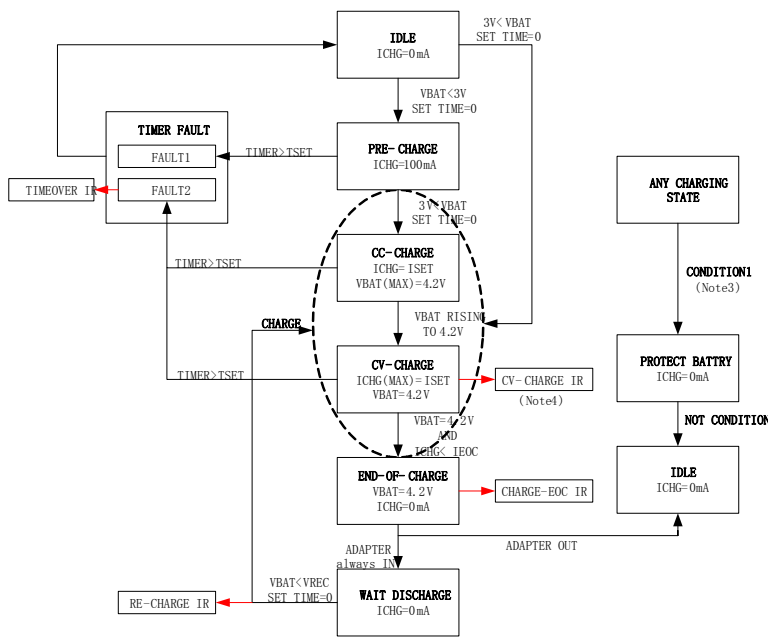 IDLE
ICHG=0mA
3V<VBAT
SET TIME=0
VBAT<3V
SET TIME=0
TIMER FAULT
FAULT1
FAULT2
TIMEOVER IR
TIMER>TSET
PRE-CHARGE
ICHG=100mA
3V<VBAT
SET TIME=0
ANY CHARGING
STATE
CC-CHARGE
ICHG=ISET
VBAT(MAX)=4.2V
TIMER>TSET
CONDITION1
(Note3)
CHARGE
VBAT RISING
TO 4.2V
CV-CHARGE
ICHG(MAX)=ISET
VBAT=4.2V
TIMER>TSET
CV-CHARGE IR
(Note4)
PROTECT BATTRY
ICHG=0mA
VBAT=4.2V
AND
ICHG< IEOC
NOT CONDITION
END-OF-CHARGE
VBAT=4.2V
ICHG=0mA
CHARGE-EOC IR
IDLE
ICHG=0mA
ADAPTER
always IN
ADAPTER OUT
VBAT<VREC
SET TIME=0
RE-CHARGE IR
WAIT DISCHARGE
ICHG=0mA